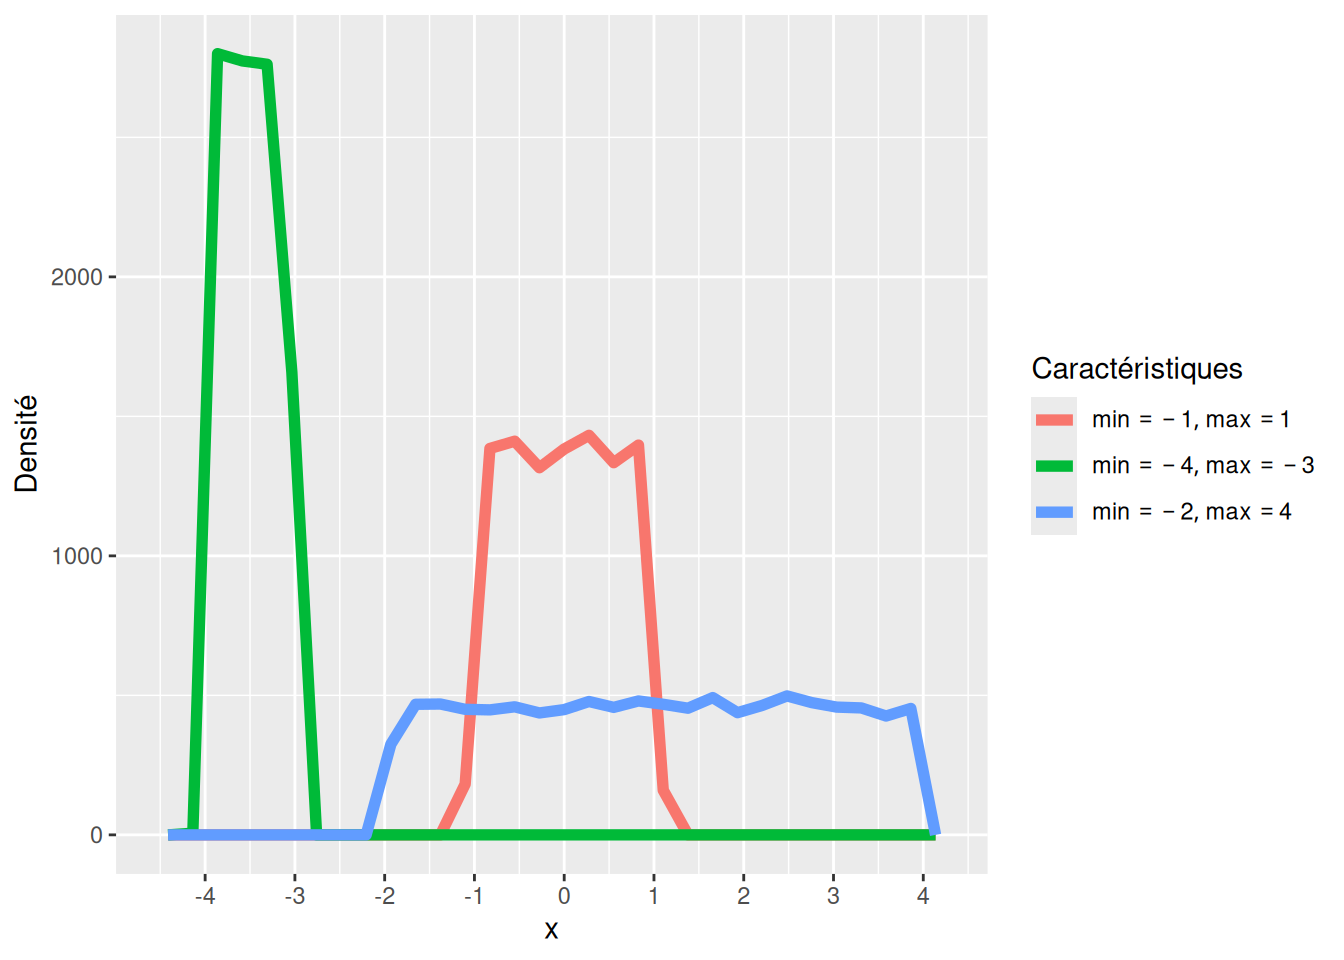 2000
1000
0
Densité
-4 -3 -2 -1 0 1 2 3 4
x
Caractéristiques
min = − 1, max = 1
min = − 4, max = − 3
min = − 2, max = 4